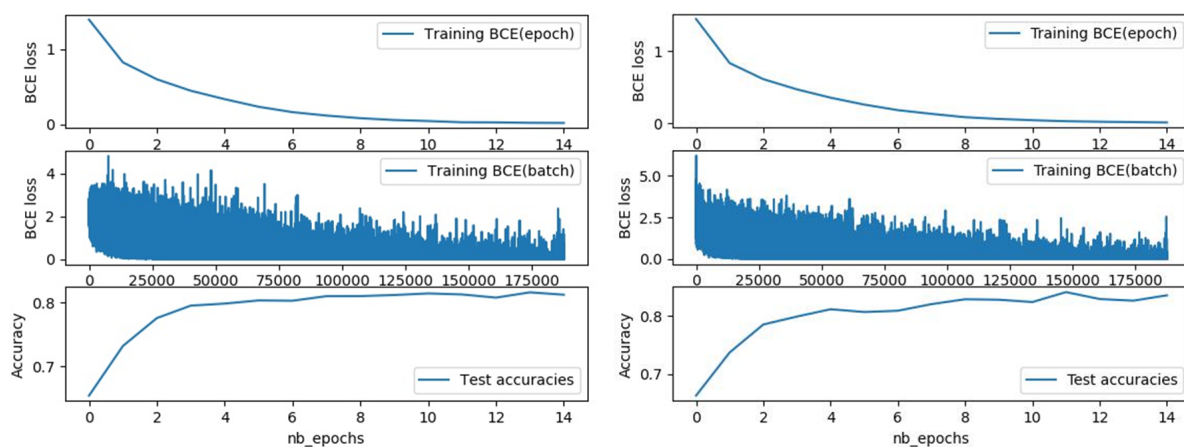 BCE loss
1
0
Training BCE(epoch)
0 2 4 6 8 10 12 14
BCE loss
4
2
0
Training BCE(batch)
0 25000 50000 75000 100000 125000 150000 175000
Accuracy
0.8
0.7
Test accuracies
0 2 4 6 8 10 12 14
nb_epochs
BCE loss
1
0
Training BCE(epoch)
0 2 4 6 8 10 12 14
BCE loss
5.0
2.5
0.0
Training BCE(batch)
0 25000 50000 75000 100000 125000 150000 175000
Accuracy
0.8
0.7
Test accuracies
0 2 4 6 8 10 12 14
nb_epochs